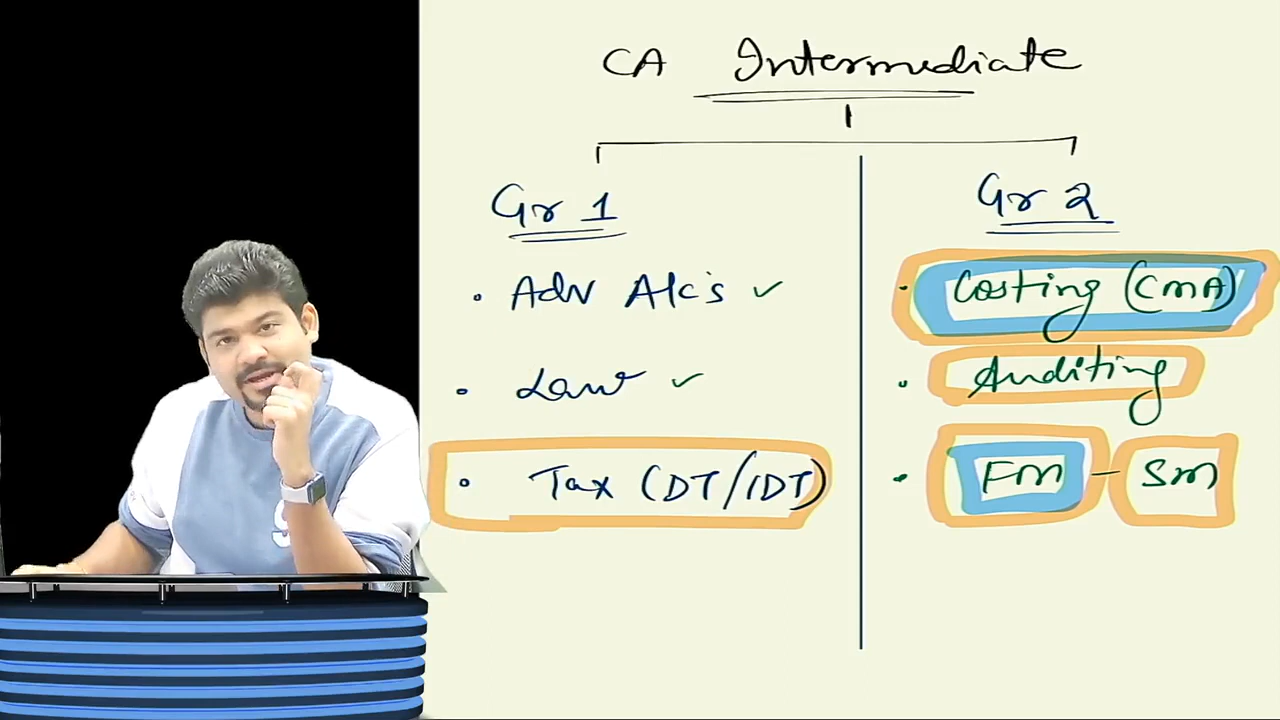 CA Intermediate
Gr 1
• Adv A/c's ✓
• Law ✓
• Tax (DT/IDT)
Gr 2
• Costing (CMA)
• Auditing
• FM - SM